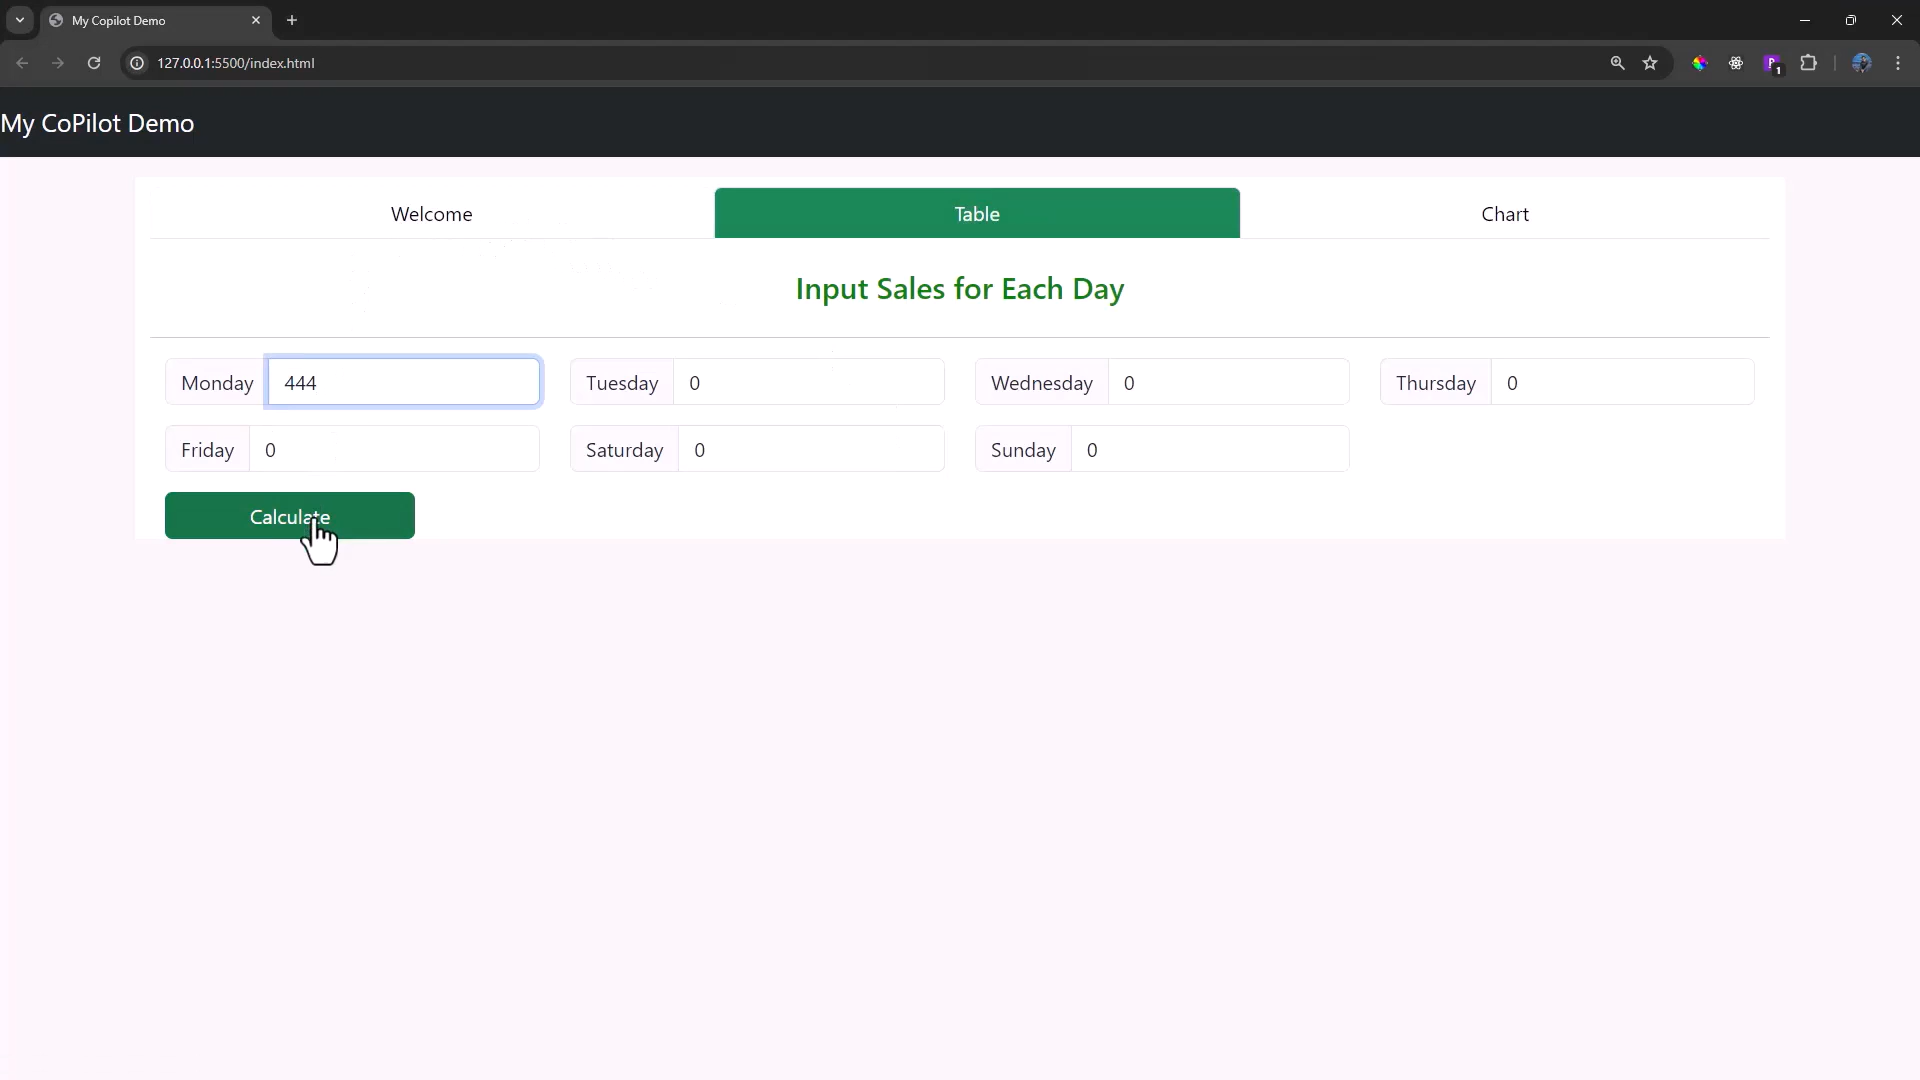 My Copilot Demo
127.0.0.1:5500/index.html
1
My CoPilot Demo
Welcome Table Chart
Input Sales for Each Day
Monday 444 Tuesday 0 Wednesday 0 Thursday 0
Friday 0 Saturday 0 Sunday 0
Calculate